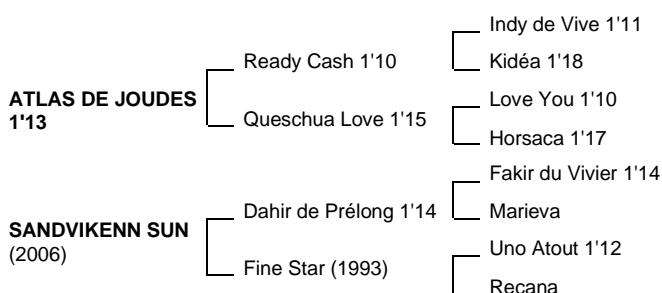 Indy de Vive 1'11
Ready Cash 1'10
Kidéa 1'18
ATLAS DE JOUDES
1'13
Love You 1'10
Queschua Love 1'15
Horsaca 1'17
Fakir du Vivier 1'14
Dahir de Prélong 1'14
Marieva
SANDVIKENN SUN
(2006)
Uno Atout 1'12
Fine Star (1993)
Recana